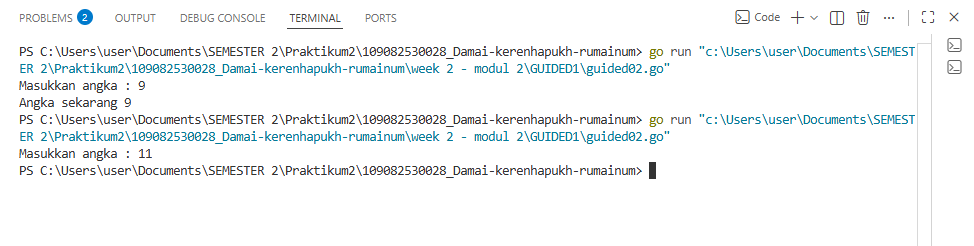 PROBLEMS 2 OUTPUT DEBUG CONSOLE TERMINAL PORTS Code
PS C:\Users\user\Documents\SEMESTER 2\Praktikum2\109082530028_Damai-kerenhapukh-rumainum> go run "c:\Users\user\Documents\SEMEST
ER 2\Praktikum2\109082530028_Damai-kerenhapukh-rumainum\week 2 - modul 2\GUIDED1\guided02.go"
Masukkan angka : 9
Angka sekarang 9
PS C:\Users\user\Documents\SEMESTER 2\Praktikum2\109082530028_Damai-kerenhapukh-rumainum> go run "c:\Users\user\Documents\SEMEST
ER 2\Praktikum2\109082530028_Damai-kerenhapukh-rumainum\week 2 - modul 2\GUIDED1\guided02.go"
Masukkan angka : 11
PS C:\Users\user\Documents\SEMESTER 2\Praktikum2\109082530028_Damai-kerenhapukh-rumainum>